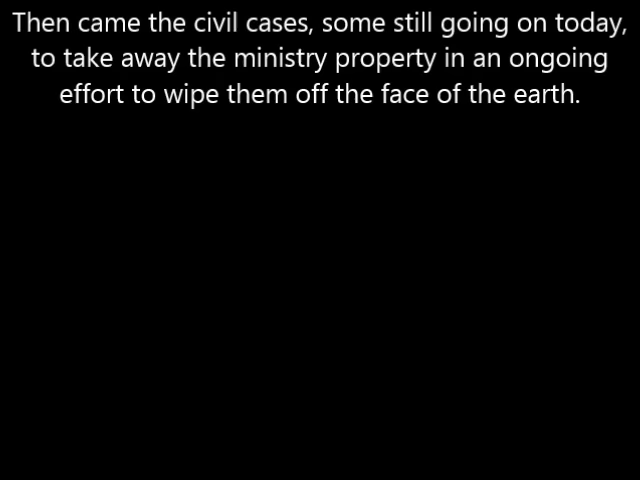 Then came the civil cases, some still going on today,
to take away the ministry property in an ongoing
effort to wipe them off the face of the earth.